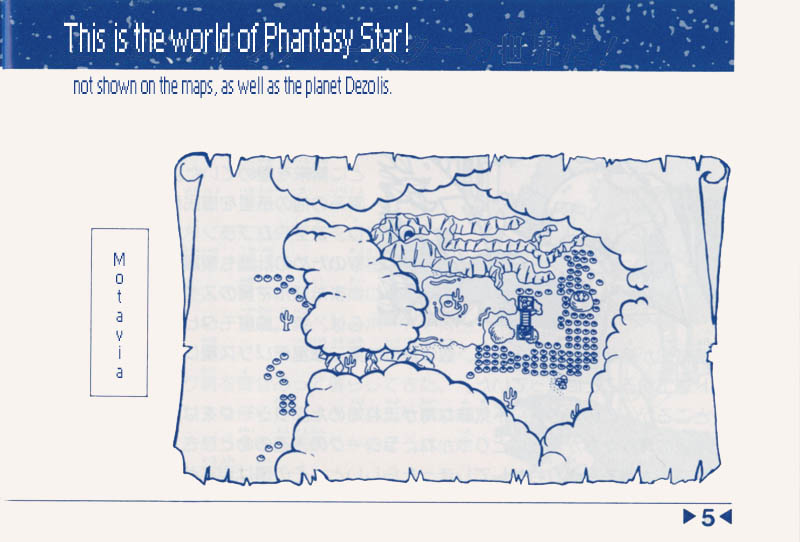 This is the world of Phantasy Star!
not shown on the maps, as well as the planet Dezolis.
Motavia
5